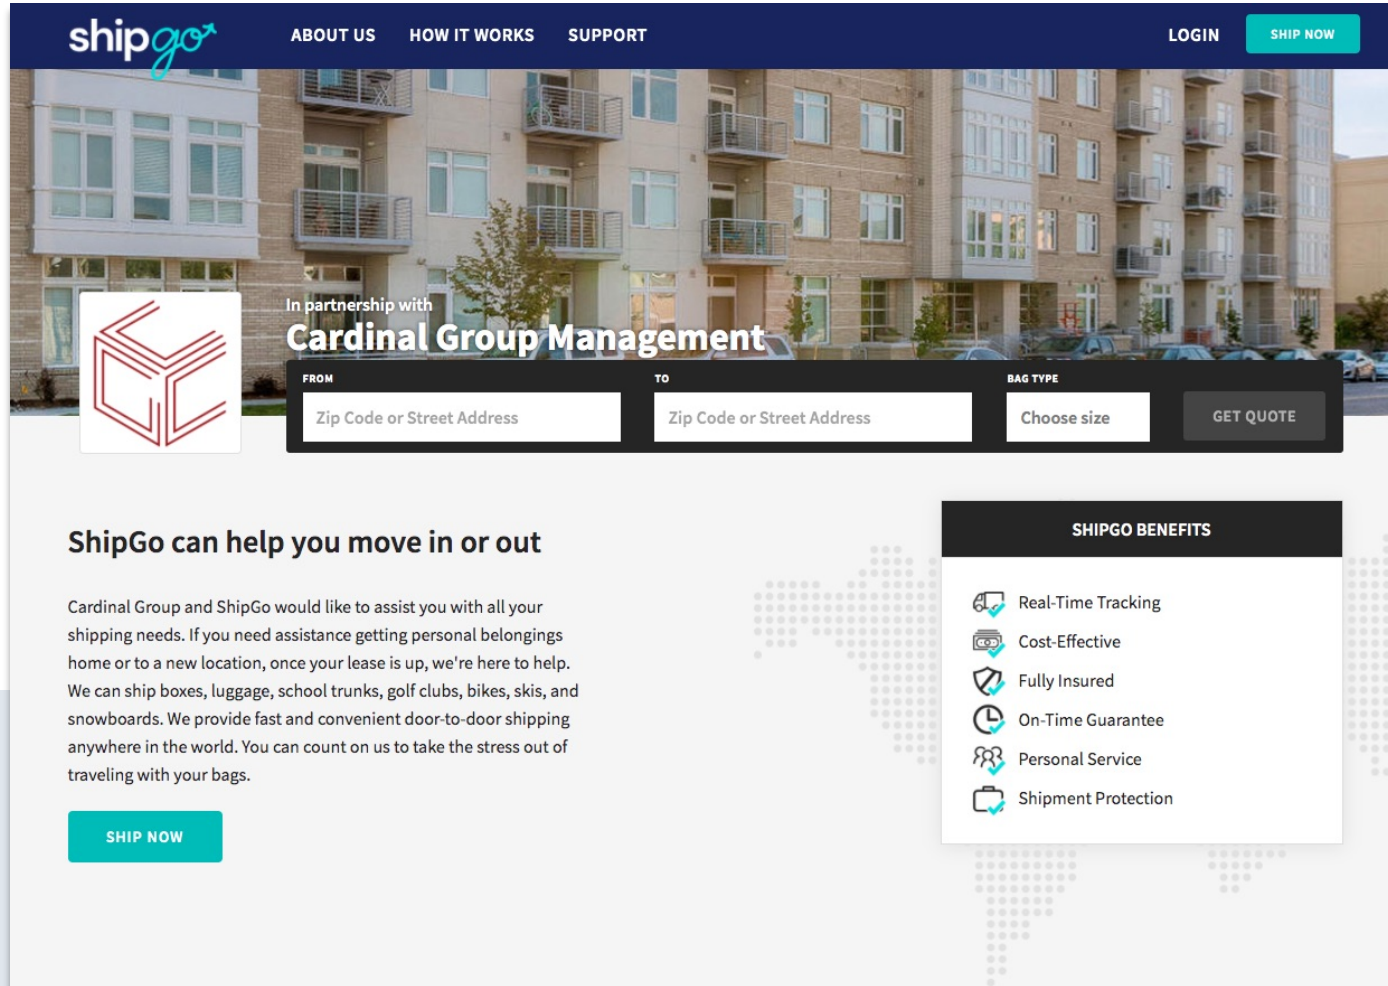 shipgo
ABOUT US HOW IT WORKS SUPPORT LOGIN SHIP NOW
In partnership with
Cardinal Group Management
FROM TO BAG TYPE
Zip Code or Street Address Zip Code or Street Address Choose size GET QUOTE
ShipGo can help you move in or out
Cardinal Group and ShipGo would like to assist you with all your
shipping needs. If you need assistance getting personal belongings
home or to a new location, once your lease is up, we're here to help.
We can ship boxes, luggage, school trunks, golf clubs, bikes, skis, and
snowboards. We provide fast and convenient door-to-door shipping
anywhere in the world. You can count on us to take the stress out of
traveling with your bags.
SHIP NOW
SHIPGO BENEFITS
Real-Time Tracking
Cost-Effective
Fully Insured
On-Time Guarantee
Personal Service
Shipment Protection